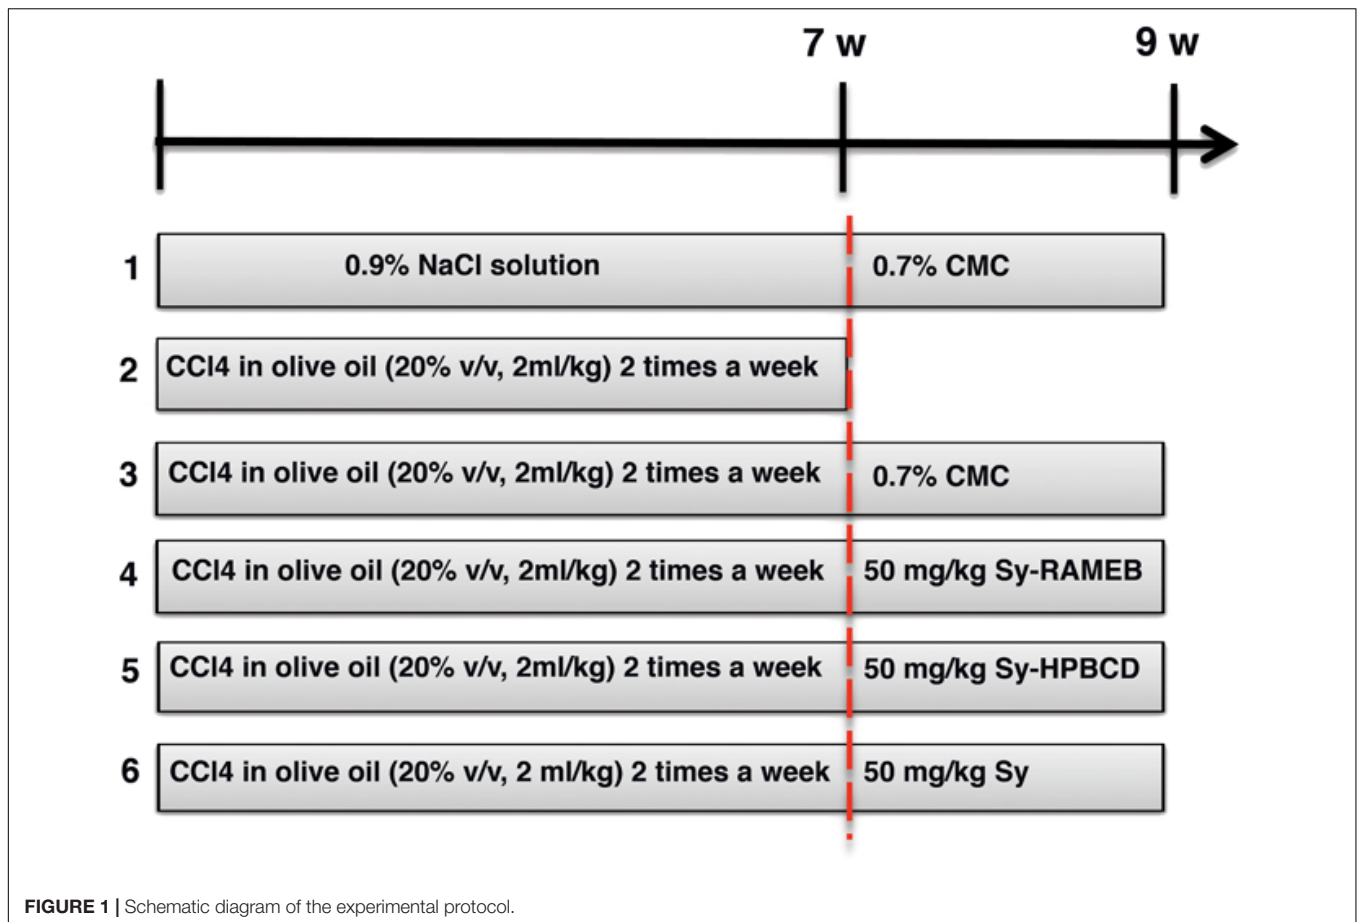 7 w 9 w
1 0.9% NaCl solution 0.7% CMC
2 CCl4 in olive oil (20% v/v, 2ml/kg) 2 times a week
3 CCl4 in olive oil (20% v/v, 2ml/kg) 2 times a week 0.7% CMC
4 CCl4 in olive oil (20% v/v, 2ml/kg) 2 times a week 50 mg/kg Sy-RAMEB
5 CCl4 in olive oil (20% v/v, 2ml/kg) 2 times a week 50 mg/kg Sy-HPBCD
6 CCl4 in olive oil (20% v/v, 2 ml/kg) 2 times a week 50 mg/kg Sy
FIGURE 1 | Schematic diagram of the experimental protocol.